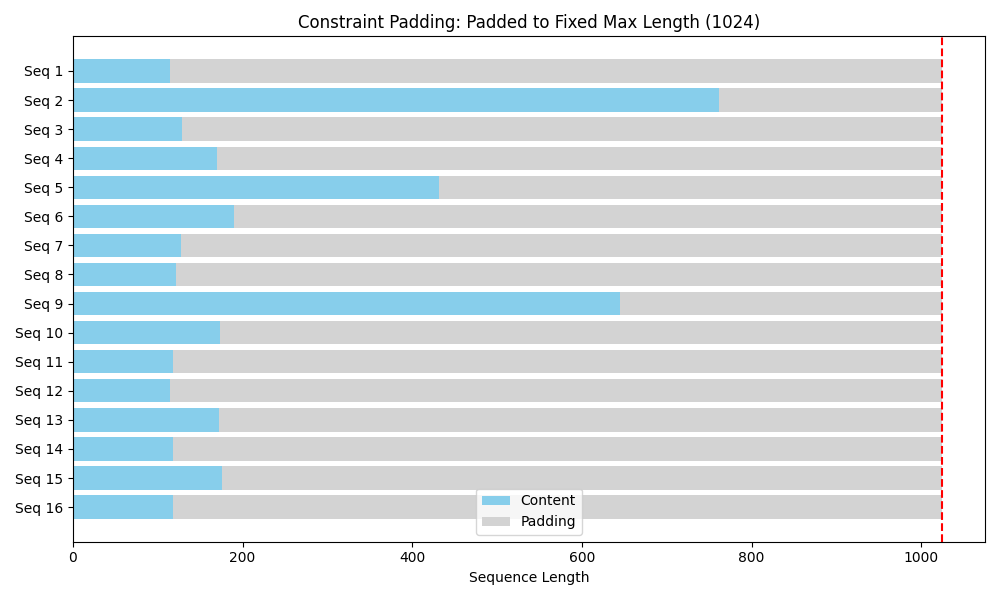 Constraint Padding: Padded to Fixed Max Length (1024)
Seq 1
Seq 2
Seq 3
Seq 4
Seq 5
Seq 6
Seq 7
Seq 8
Seq 9
Seq 10
Seq 11
Seq 12
Seq 13
Seq 14
Seq 15
Seq 16
Content
Padding
0 200 400 600 800 1000
Sequence Length